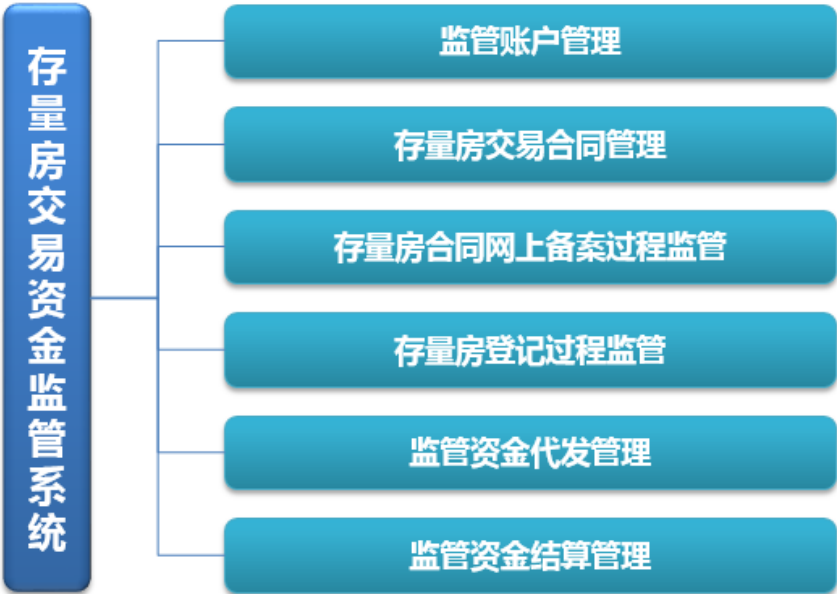 存量房交易资金监管系统
监管账户管理
存量房交易合同管理
存量房合同网上备案过程监管
存量房登记过程监管
监管资金代发管理
监管资金结算管理